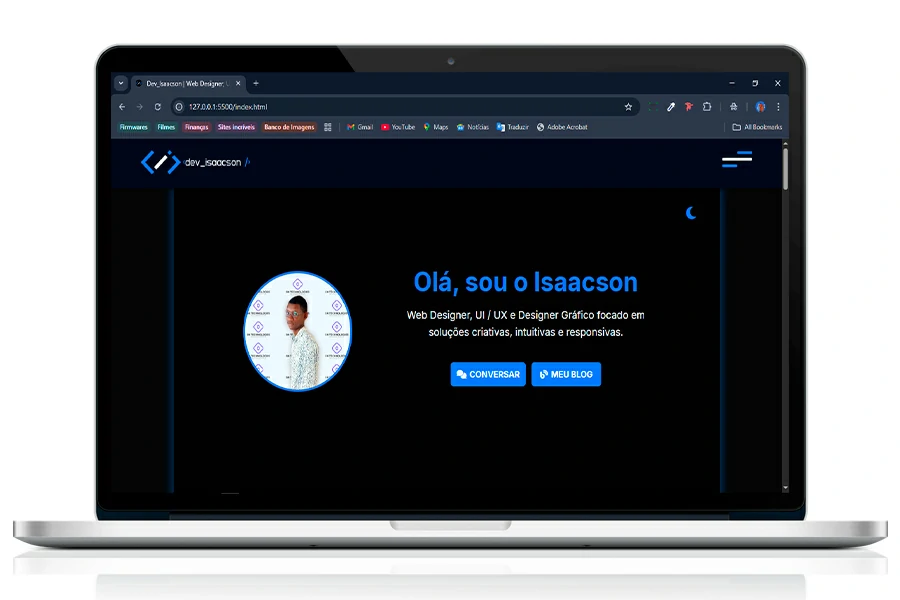 Dev_Isaacson | Web Designer, U
127.0.0.1:5500/index.html
Firmwares Filmes Finanças Sites incríveis Banco de Imagens Gmail YouTube Maps Notícias Traduzir Adobe Acrobat All Bookmarks
dev_isaacson /›
Olá, sou o Isaacson
Web Designer, UI / UX e Designer Gráfico focado em
soluções criativas, intuitivas e responsivas.
CONVERSAR MEU BLOG